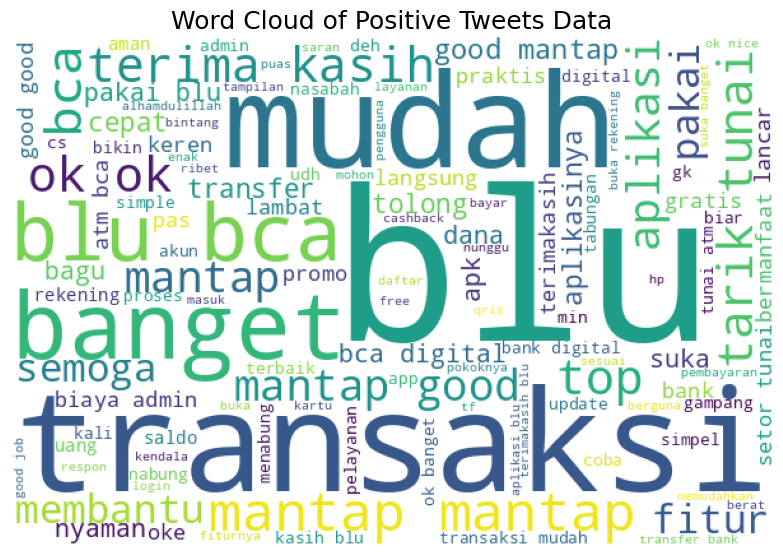 Word Cloud of Positive Tweets Data
good good
bca
aman
admin
saran
deh
good mantap
ok nice
terima kasih
puas
praktis
digital
pakai blu
tampilan
nasabah
layanan
alhamdulillah
cepat
bintang
mudah
pengguna
aplikasi
suka banget
pakai
tarik tunai
buka rekening
lancar
cs
bikin
keren
enak
ok ok
atm bca
udh
ribet
mohon
langsung
transfer
simple
lambat
tolong
terimakasih
aplikasinya
tabungan
gk
gratis
bermanfaat
blu bca
pas
cashback
bayar
biar
akun
dana
nunggu
apk
tunai atm
bagu
mantap
promo
daftar
blu
hp
rekening
proses
masuk
free
qris
min
setor tunai
banget
bca digital
bank digital
pokoknya
sesuai
suka
pembayaran
semoga
terbaik
app
mantap good
top
bank
berguna
gampang
biaya admin
buka
kartu
tf
aplikasi blu
terimakasih blu
update
transaksi
good job
kali
saldo
menabung
pelayanan
ok banget
simpel
uang
kendala
respon
nabung
coba
login
memudahkan
membantu
mantap
mantap
berat
fitur
nyaman
oke
fiturnya
kasih blu
transaksi mudah
transfer bank